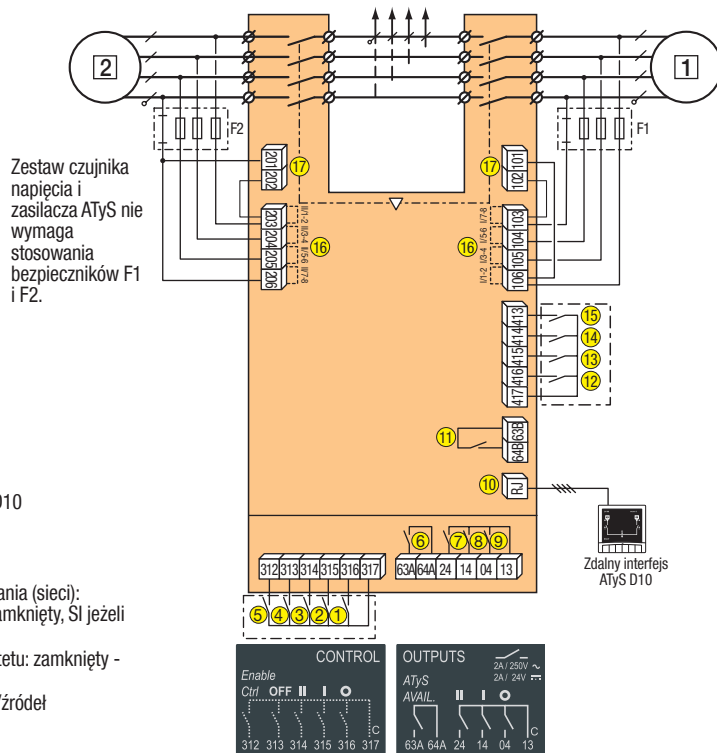 2
1
F2
F1
Zestaw czujnika
napięcia i
zasilacza ATyS nie
wymaga
stosowania
bezpieczników F1
i F2.
201
202
17
17
101
102
203
204
205
206
II/1-2
II/3-4
II/5-6
II/7-8
16
16
I/7-8
I/5-6
I/3-4
I/1-2
103
104
105
106
413
414
415
416
417
15
14
13
12
11
63B
64B
10
RJ
Zdalny interfejs
ATyS D10
D10
ania (sieci):
amknięty, SI jeżeli
tetu: zamknięty -
/źródeł
6
7
8
9
312
313
314
315
316
317
63A
64A
24
14
04
13
5
4
3
2
1
CONTROL
Enable
Ctrl OFF II I O
C
312 313 314 315 316 317
OUTPUTS
2A / 250V ~
2A / 24V ⎓
ATyS
AVAIL. II I O
C
63A 64A 24 14 04 13